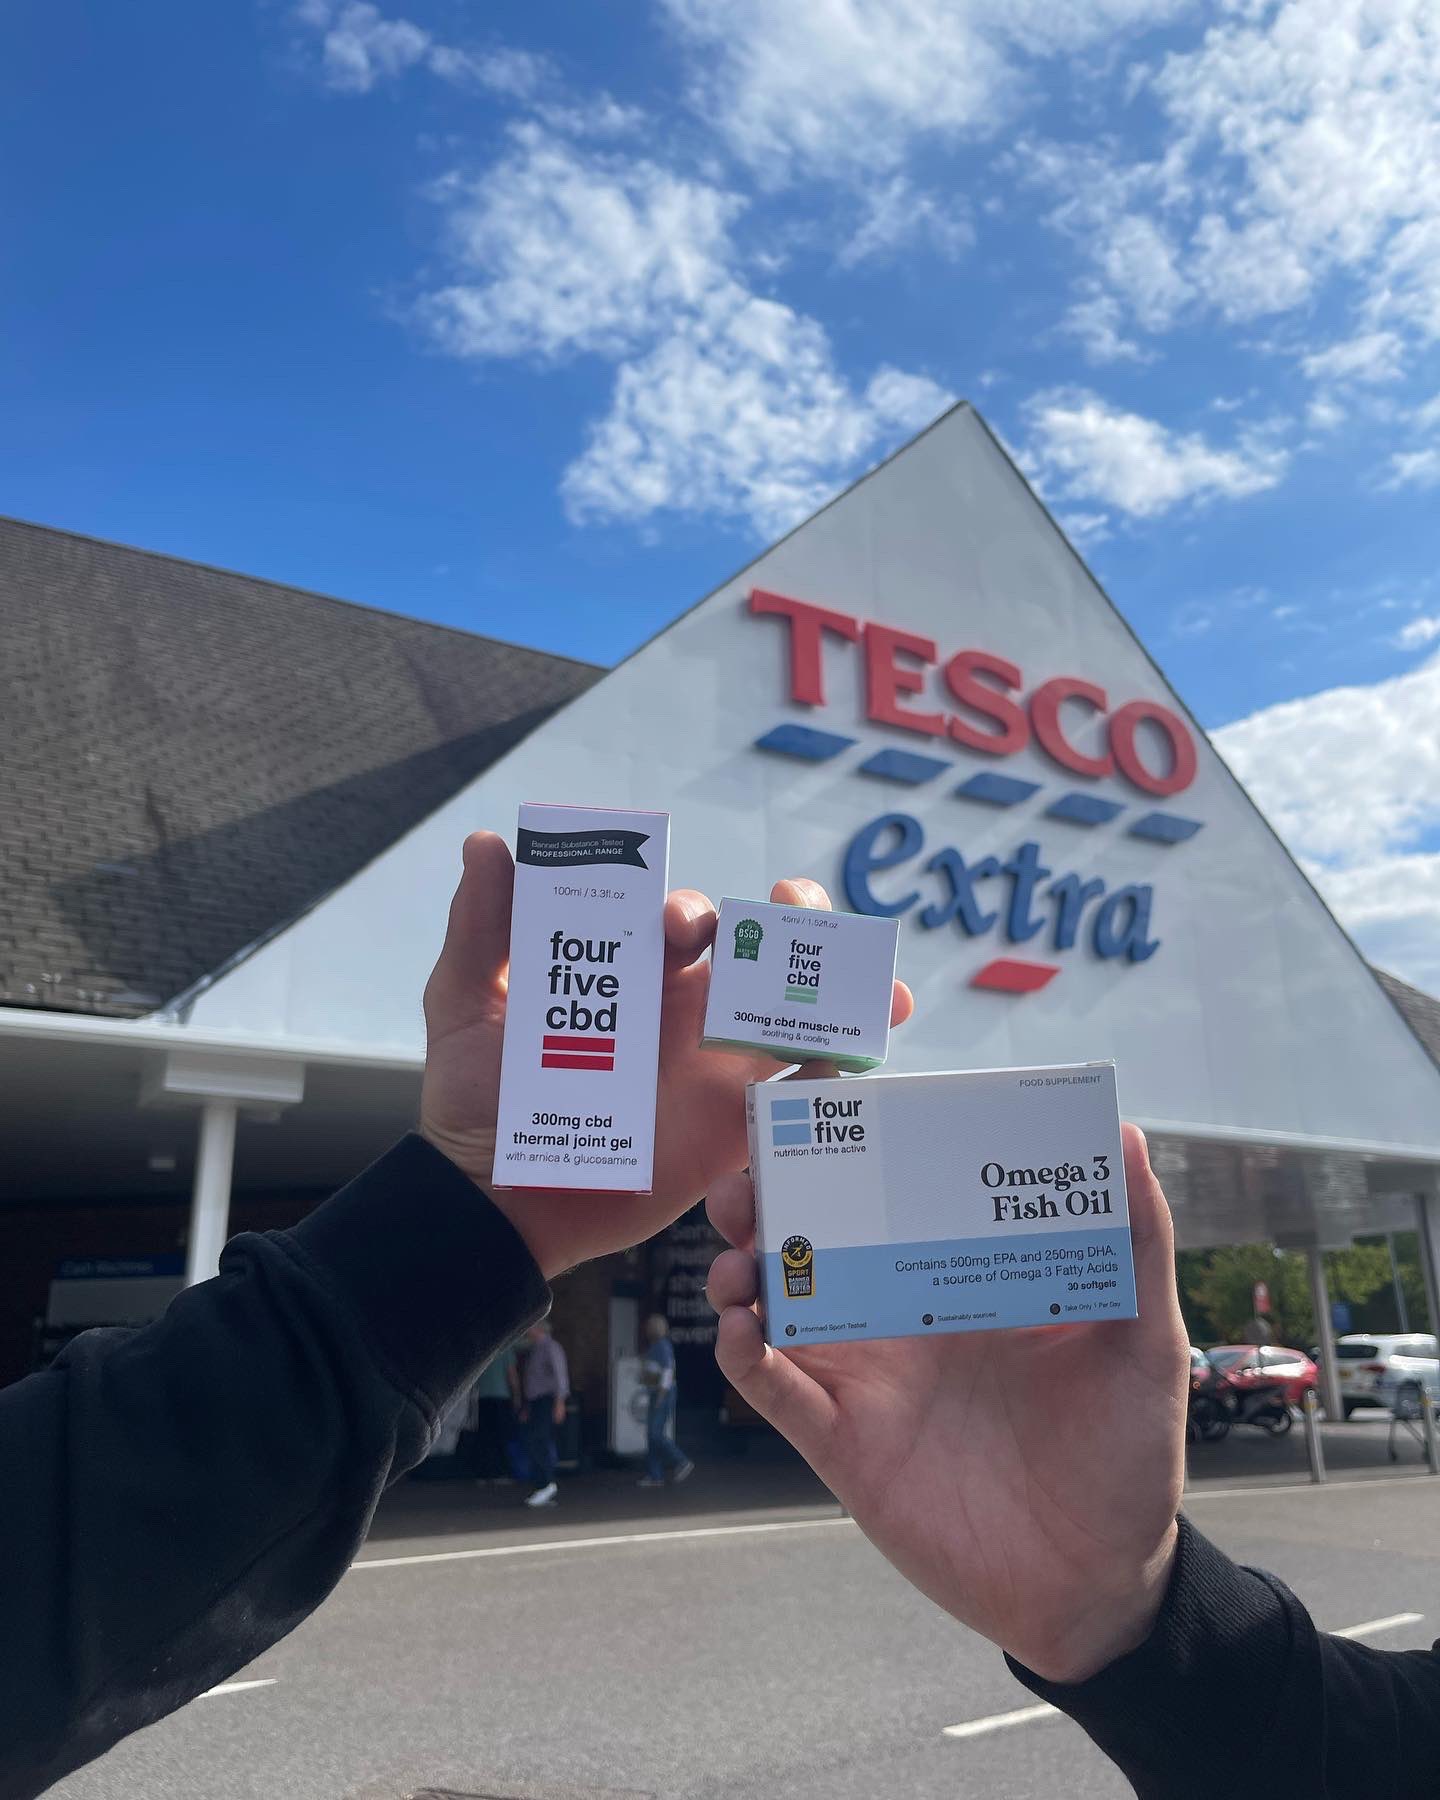 TESCO
extra
Banned Substance Tested
PROFESSIONAL RANGE
100ml / 3.3fl.oz
four
™
five
cbd
300mg cbd
thermal joint gel
with arnica & glucosamine
45ml / 1.52fl.oz
BSCG
four
five
cbd
300mg cbd muscle rub
soothing & cooling
FOOD SUPPLEMENT
four
five
nutrition for the active
Omega 3
Fish Oil
INFORMED
SPORT
Contains 500mg EPA and 250mg DHA,
a source of Omega 3 Fatty Acids
30 softgels
Informed Sport Tested
Sustainably sourced
Take Only 1 Per Day